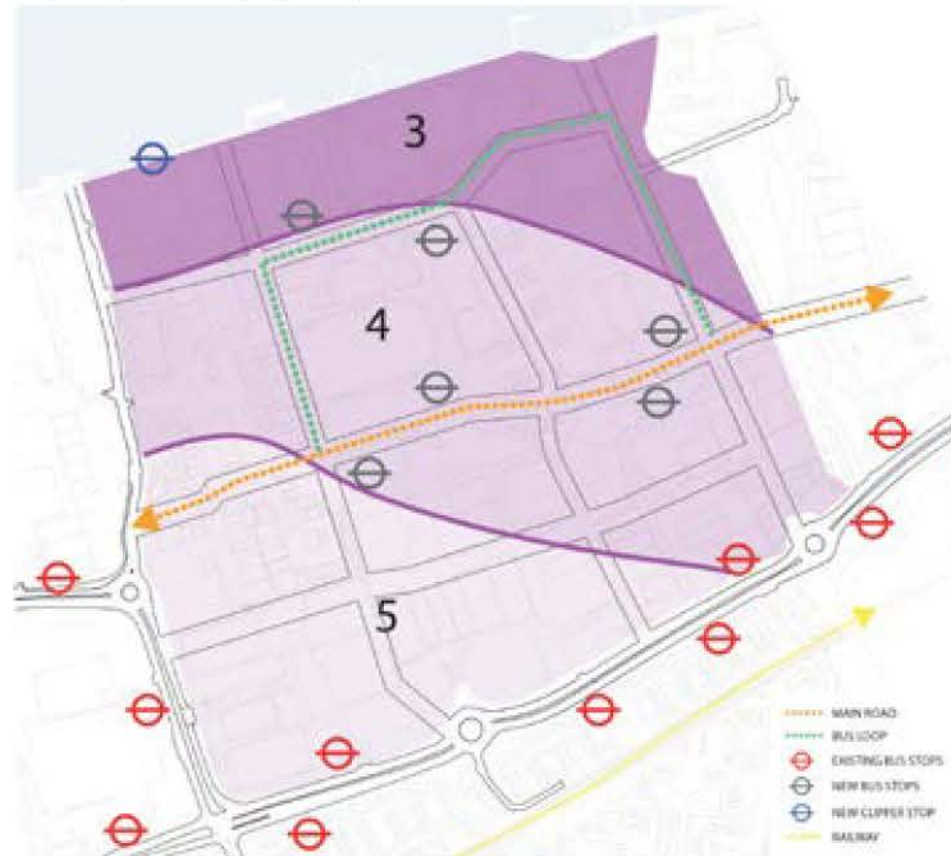 3
4
5
MAIN ROAD
BUS LOOP
EXISTING BUS STOPS
NEW BUS STOPS
NEW CLIPPER STOP
RAILWAY